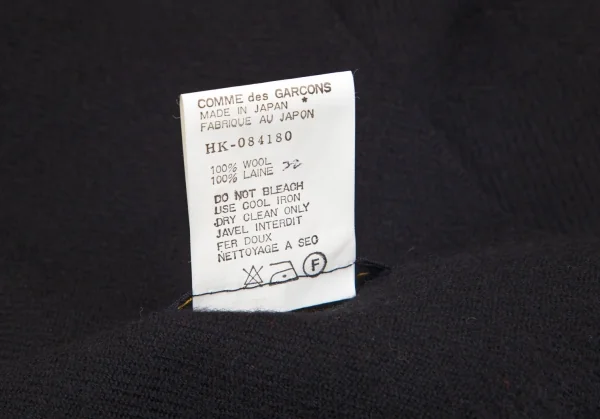 COMME des GARCONS
MADE IN JAPAN *
FABRIQUE AU JAPON
HK-084180
100% WOOL
100% LAINE
DO NOT BLEACH
USE COOL IRON
DRY CLEAN ONLY
JAVEL INTERDIT
FER DOUX
NETTOYAGE A SEC
F